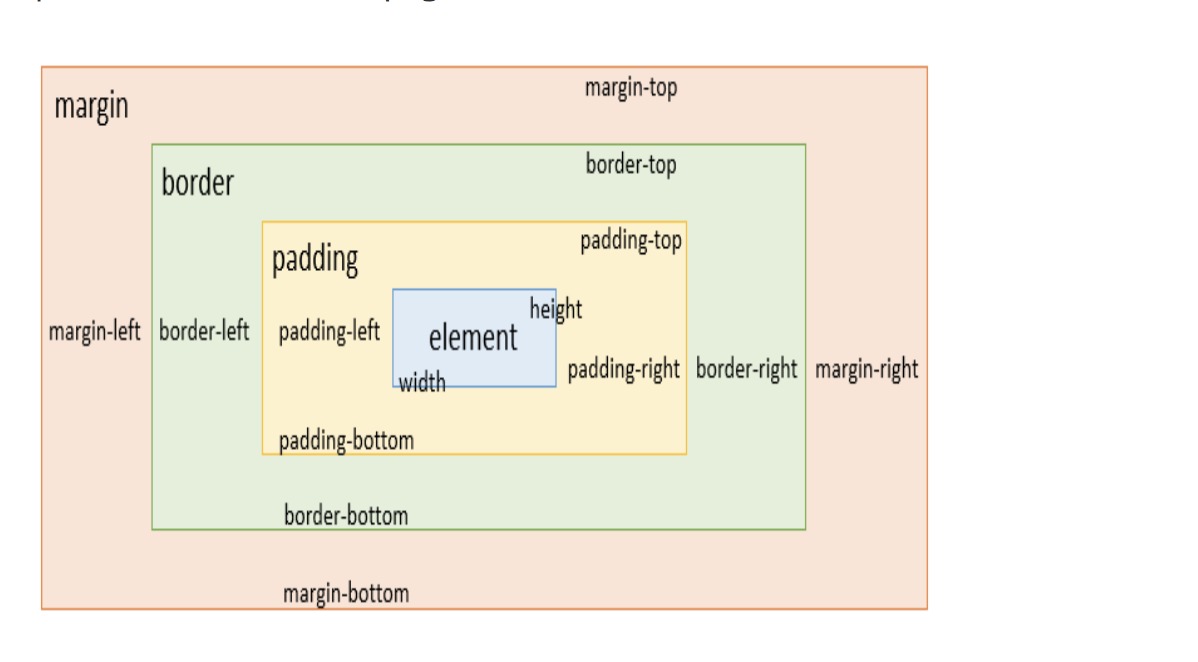 margin-top
margin
border-top
border
padding-top
padding
height
margin-left border-left padding-left element
padding-right border-right margin-right
width
padding-bottom
border-bottom
margin-bottom